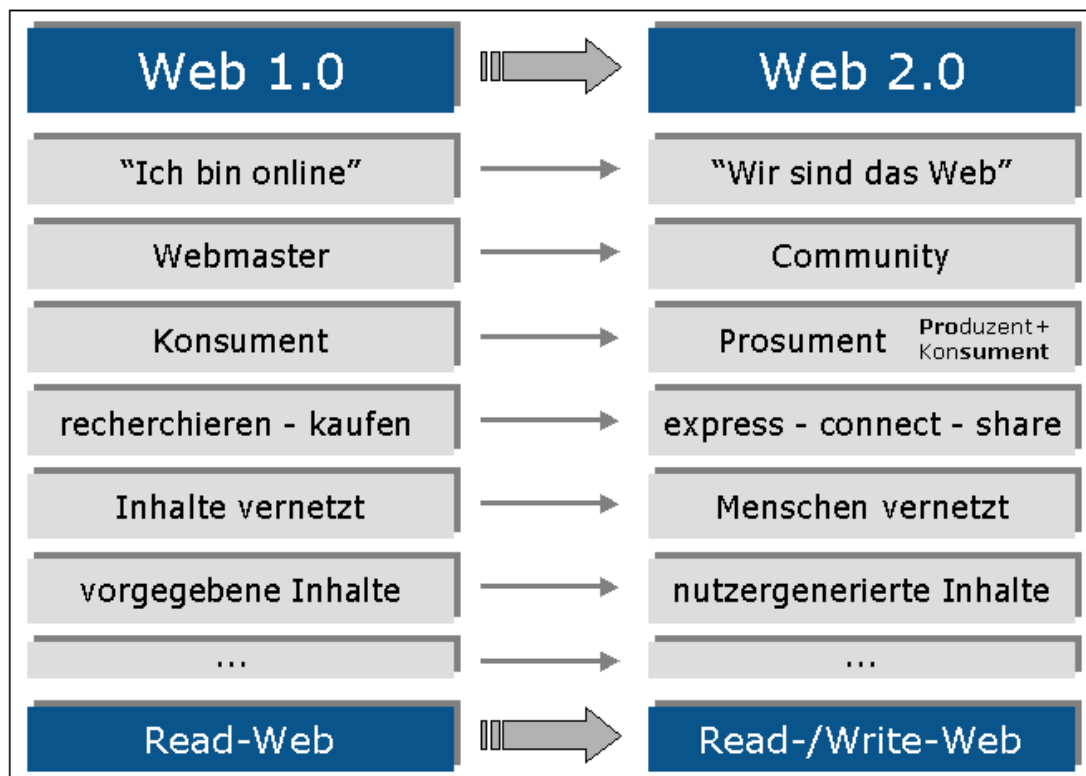 Web 1.0
Web 2.0
“Ich bin online”
“Wir sind das Web”
Webmaster
Community
Konsument
Prosument
Produzent+
Konsument
recherchieren - kaufen
express - connect - share
Inhalte vernetzt
Menschen vernetzt
vorgegebene Inhalte
nutzergenerierte Inhalte
...
...
Read-Web
Read-/Write-Web